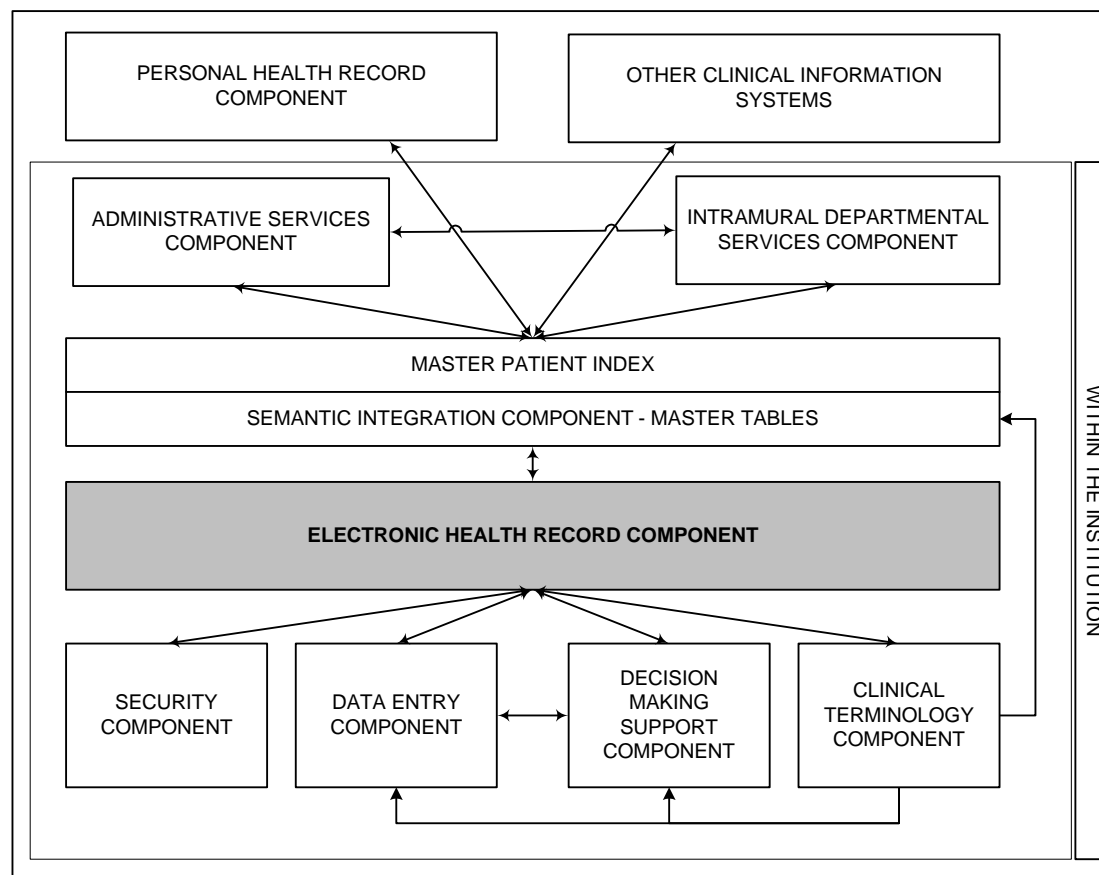 PERSONAL HEALTH RECORD
COMPONENT
OTHER CLINICAL INFORMATION
SYSTEMS
ADMINISTRATIVE SERVICES
COMPONENT
INTRAMURAL DEPARTMENTAL
SERVICES COMPONENT
MASTER PATIENT INDEX
SEMANTIC INTEGRATION COMPONENT - MASTER TABLES
ELECTRONIC HEALTH RECORD COMPONENT
SECURITY
COMPONENT
DATA ENTRY
COMPONENT
DECISION
MAKING
SUPPORT
COMPONENT
CLINICAL
TERMINOLOGY
COMPONENT
WITHIN THE INSTITUTION